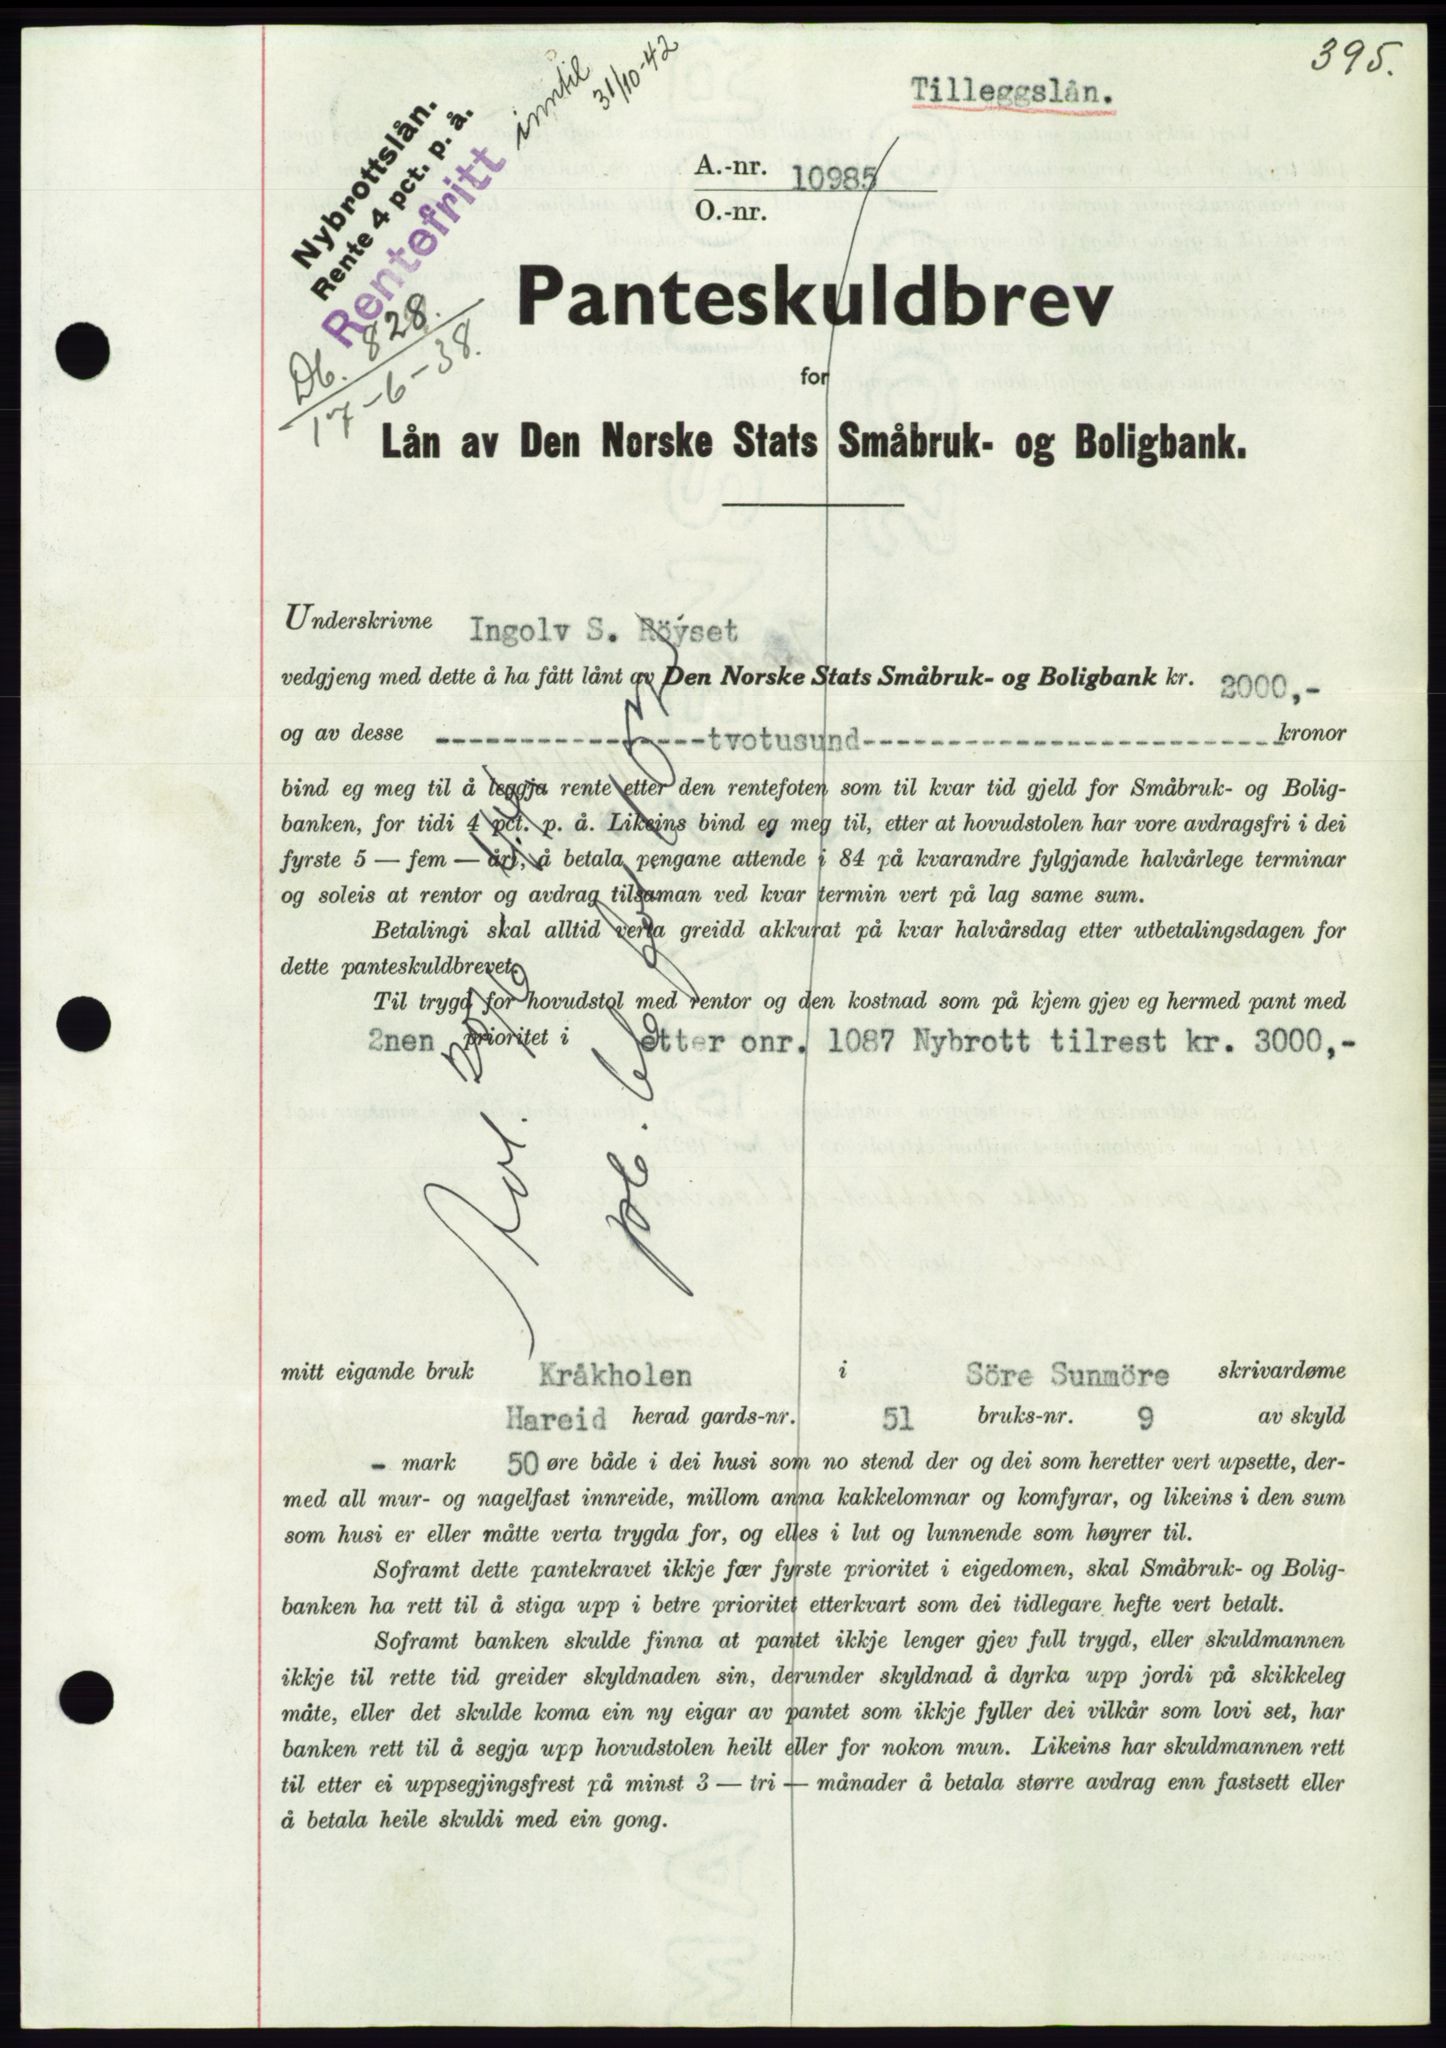 395.
Tilleggslån.
Nybrottslån.
Rente 4 pct. p. å.
Rentefritt inntil
31/10-42
Db. 828.
17-6-38.
A.-nr. 10985
O.-nr.
Panteskuldbrev
for
Lån av Den Norske Stats Småbruk- og Boligbank.
Underskrivne Ingolv S. Röyset
vedgjeng med dette å ha fått lånt av Den Norske Stats Småbruk- og Boligbank kr. 2000,-
og av desse --------------------tvotusund------------------------------- kronor
bind eg meg til å leggja rente etter den rentefoten som til kvar tid gjeld for Småbruk- og Bolig-
banken, for tidi 4 pct. p. å. Likeins bind eg meg til, etter at hovudstolen har vore avdragsfri i dei
fyrste 5 — fem — år, å betala pengane attende i 84 på kvarandre fylgjande halvårlege terminar
og soleis at rentor og avdrag tilsaman ved kvar termin vert på lag same sum.
Betalingi skal alltid verta greidd akkurat på kvar halvårsdag etter utbetalingsdagen for
dette panteskuldbrevet.
Til trygd for hovudstol med rentor og den kostnad som på kjem gjev eg hermed pant med
2nen prioritet i etter onr. 1087 Nybrott tilrest kr. 3000,-
mitt eigande bruk Kråkholen i Söre Sunmöre skrivardøme
Hareid herad gards-nr. 51 bruks-nr. 9 av skyld
- mark 50 øre både i dei husi som no stend der og dei som heretter vert upsette, der-
med all mur- og nagelfast innreide, millom anna kakkelomnar og komfyrar, og likeins i den sum
som husi er eller måtte verta trygda for, og elles i lut og lunnende som høyrer til.
Soframt dette pantekravet ikkje fær fyrste prioritet i eigedomen, skal Småbruk- og Bolig-
banken ha rett til å stiga upp i betre prioritet etterkvart som dei tidlegare hefte vert betalt.
Soframt banken skulde finna at pantet ikkje lenger gjev full trygd, eller skuldmannen
ikkje til rette tid greider skyldnaden sin, derunder skyldnad å dyrka upp jordi på skikkeleg
måte, eller det skulde koma ein ny eigar av pantet som ikkje fyller dei vilkår som lovi set, har
banken rett til å segja upp hovudstolen heilt eller for nokon mun. Likeins har skuldmannen rett
til etter ei uppsegjingsfrest på minst 3 — tri — månader å betala større avdrag enn fastsett eller
å betala heile skuldi med ein gong.